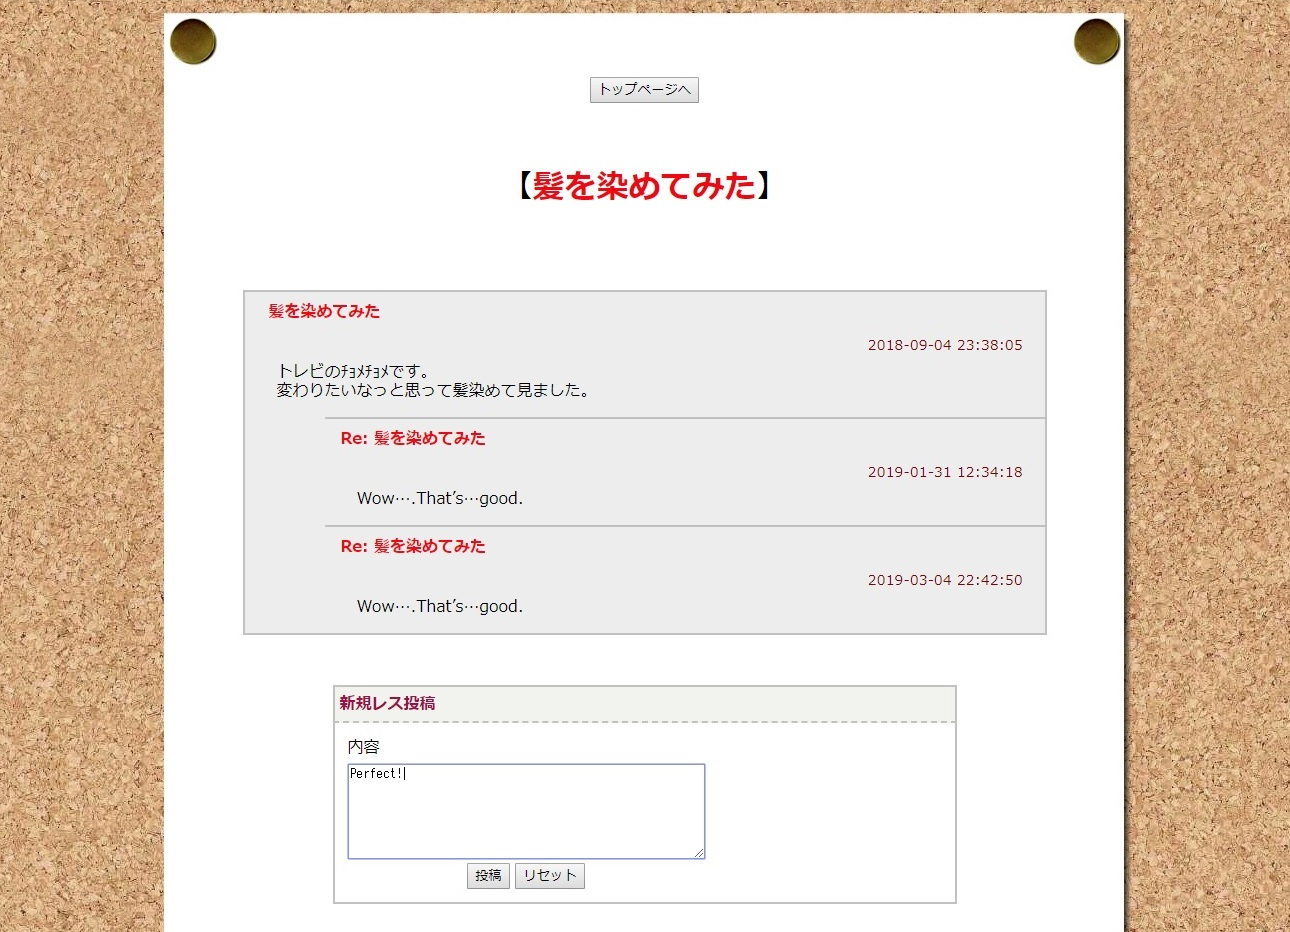 トップページへ
【髪を染めてみた】
髪を染めてみた
2018-09-04 23:38:05
トレビのﾁｮﾒﾁｮﾒです。
変わりたいなっと思って髪染めて見ました。
Re: 髪を染めてみた
2019-01-31 12:34:18
Wow….That’s…good.
Re: 髪を染めてみた
2019-03-04 22:42:50
Wow….That’s…good.
新規レス投稿
内容
Perfect!
投稿 リセット